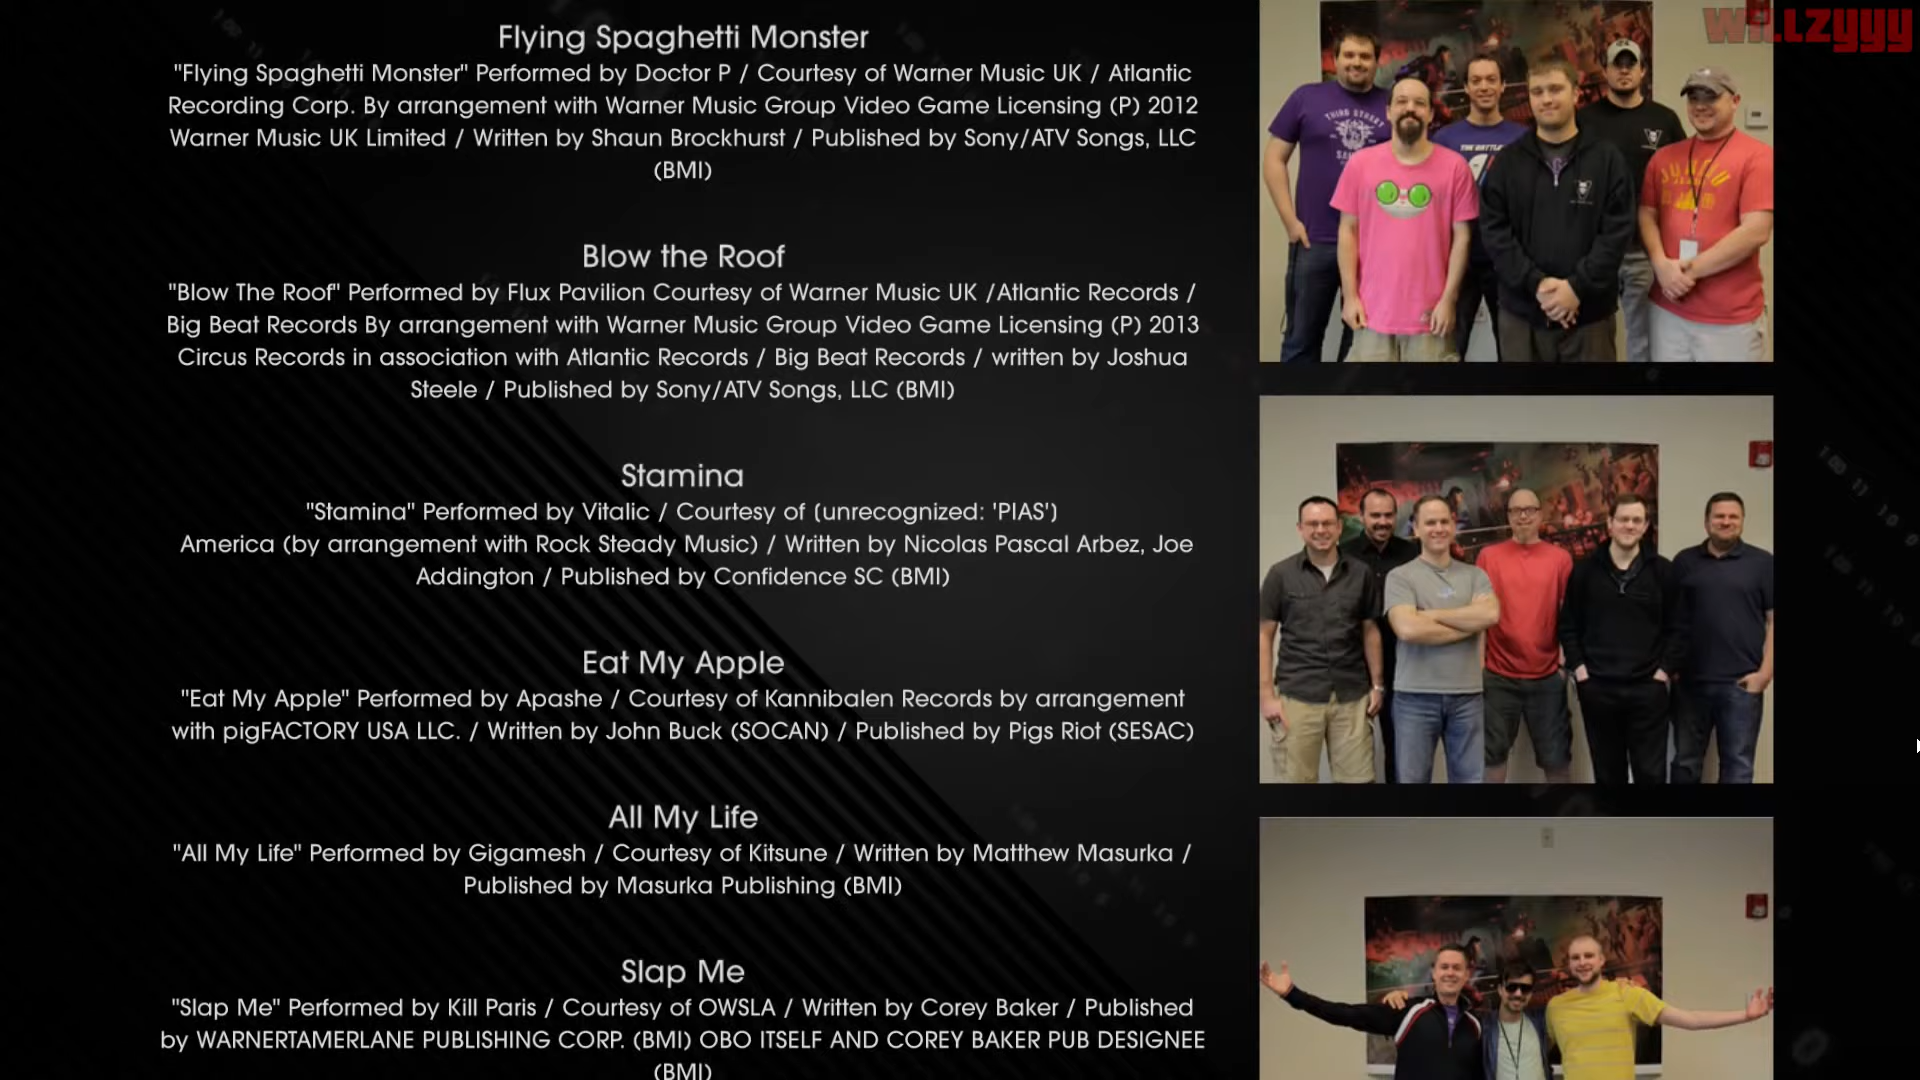 WiLLZyyy
Flying Spaghetti Monster
"Flying Spaghetti Monster" Performed by Doctor P / Courtesy of Warner Music UK / Atlantic
Recording Corp. By arrangement with Warner Music Group Video Game Licensing (P) 2012
Warner Music UK Limited / Written by Shaun Brockhurst / Published by Sony/ATV Songs, LLC
(BMI)
Blow the Roof
"Blow The Roof" Performed by Flux Pavilion Courtesy of Warner Music UK /Atlantic Records /
Big Beat Records By arrangement with Warner Music Group Video Game Licensing (P) 2013
Circus Records in association with Atlantic Records / Big Beat Records / written by Joshua
Steele / Published by Sony/ATV Songs, LLC (BMI)
Stamina
"Stamina" Performed by Vitalic / Courtesy of (unrecognized: 'PIAS')
America (by arrangement with Rock Steady Music) / Written by Nicolas Pascal Arbez, Joe
Addington / Published by Confidence SC (BMI)
Eat My Apple
"Eat My Apple" Performed by Apashe / Courtesy of Kannibalen Records by arrangement
with pigFACTORY USA LLC. / Written by John Buck (SOCAN) / Published by Pigs Riot (SESAC)
All My Life
"All My Life" Performed by Gigamesh / Courtesy of Kitsune / Written by Matthew Masurka /
Published by Masurka Publishing (BMI)
Slap Me
"Slap Me" Performed by Kill Paris / Courtesy of OWSLA / Written by Corey Baker / Published
by WARNERTAMERLANE PUBLISHING CORP. (BMI) OBO ITSELF AND COREY BAKER PUB DESIGNEE
(BMI)
THIRD STREET
THE BATTLE